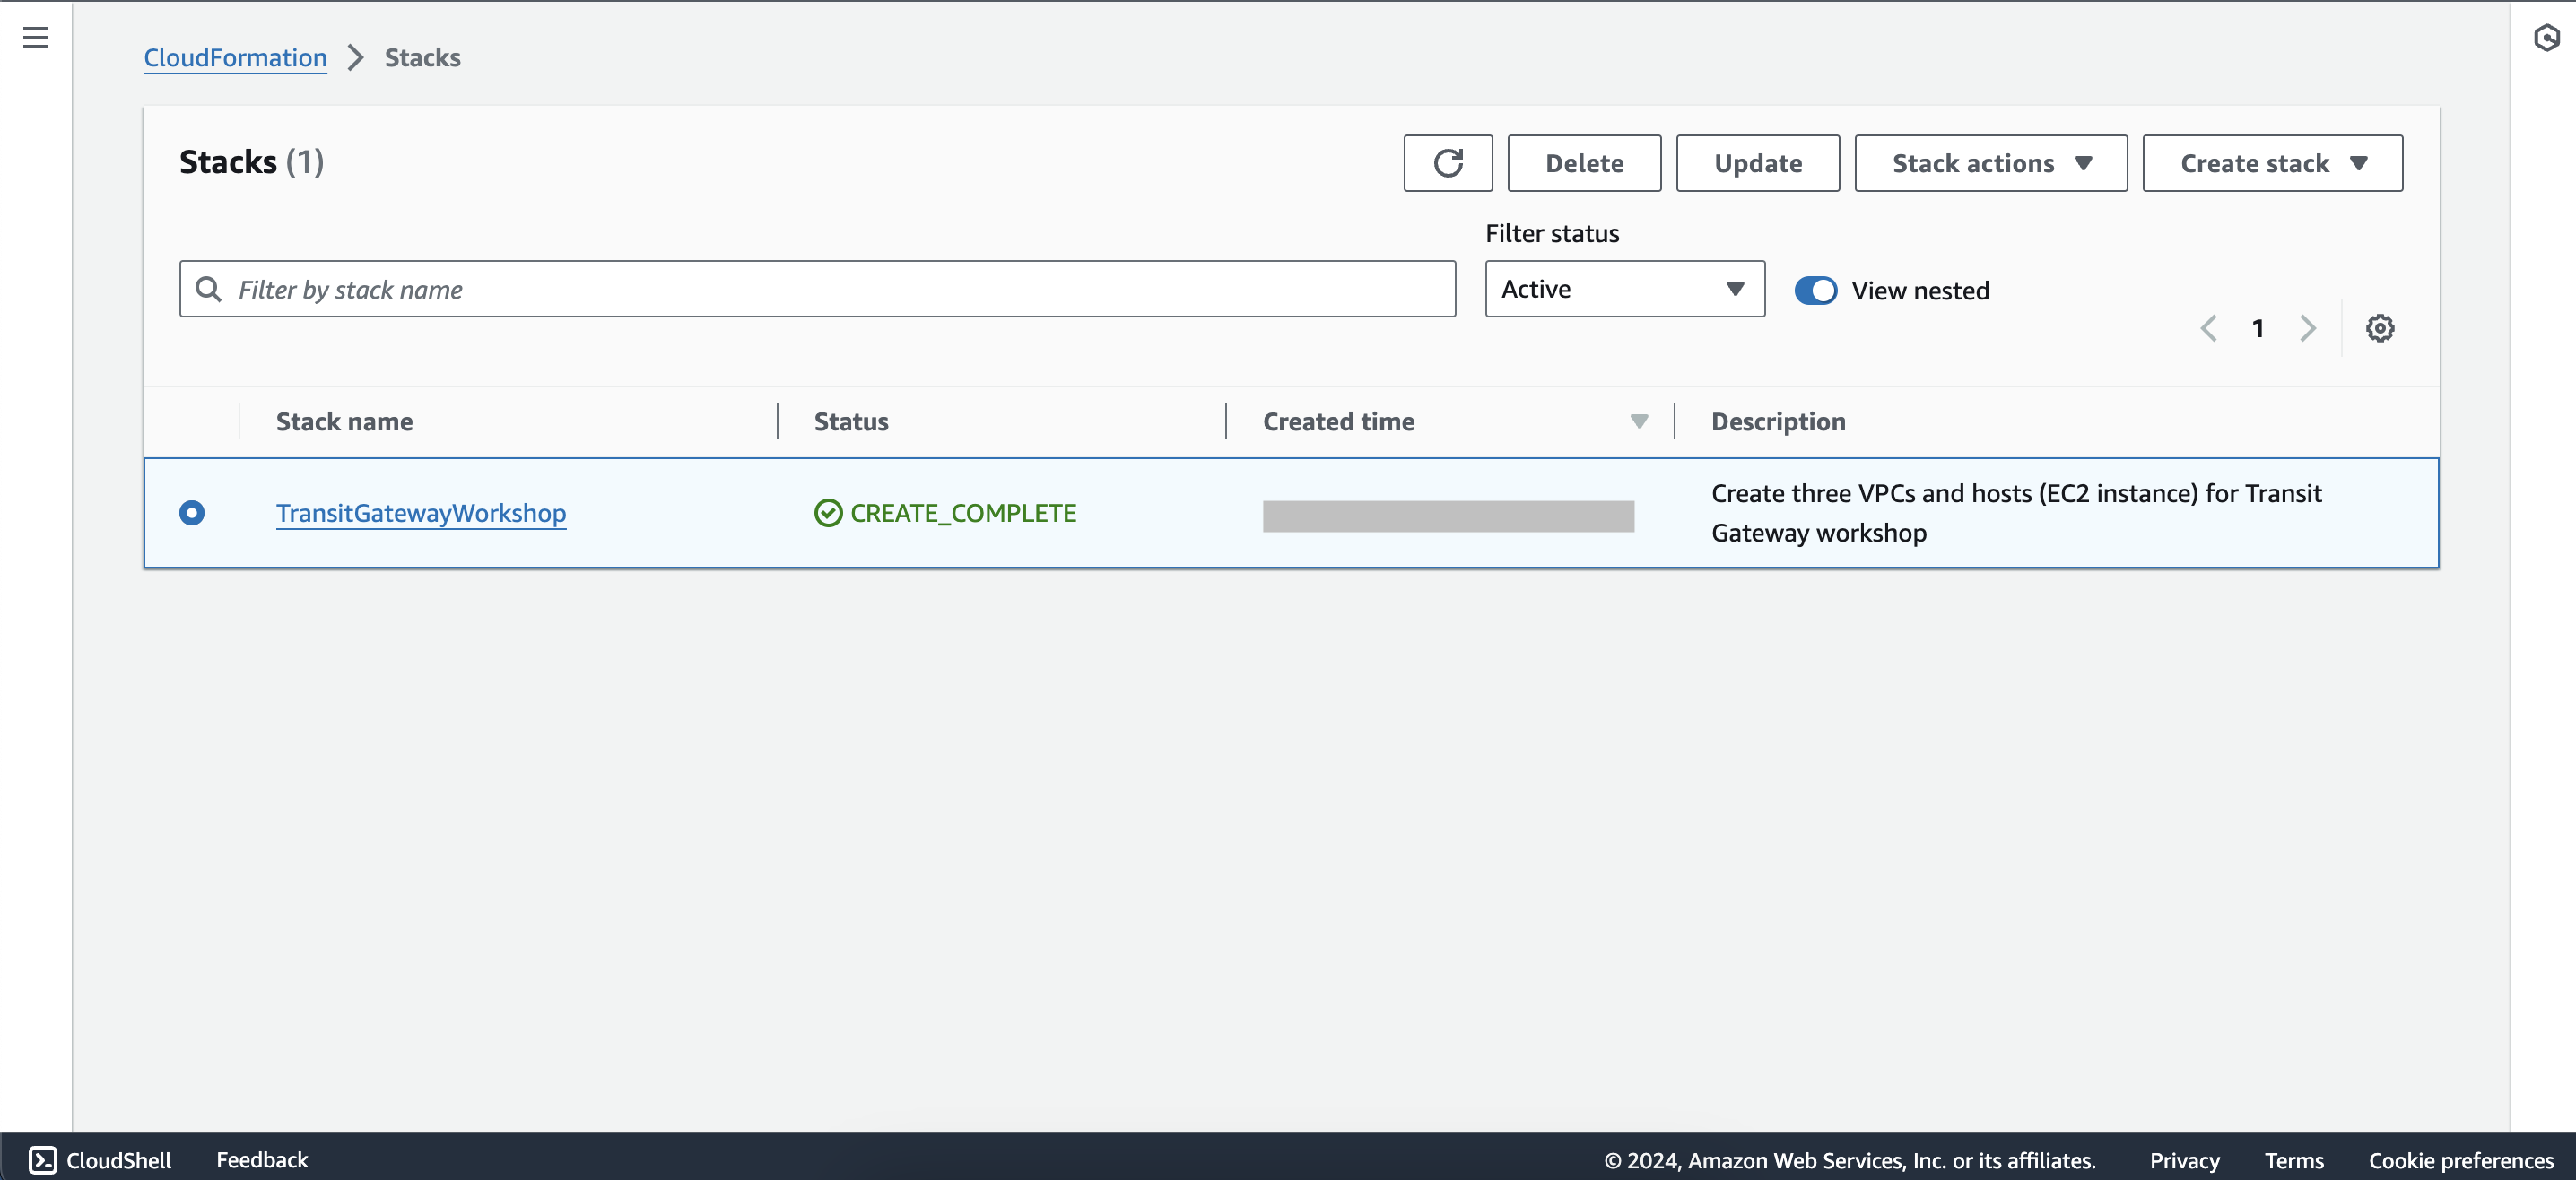 CloudFormation > Stacks
Stacks (1)
Delete
Update
Stack actions
Create stack
Filter status
Filter by stack name
Active
View nested
1
Stack name
Status
Created time
Description
TransitGatewayWorkshop
CREATE_COMPLETE
Create three VPCs and hosts (EC2 instance) for Transit
Gateway workshop
CloudShell
Feedback
© 2024, Amazon Web Services, Inc. or its affiliates.
Privacy
Terms
Cookie preferences